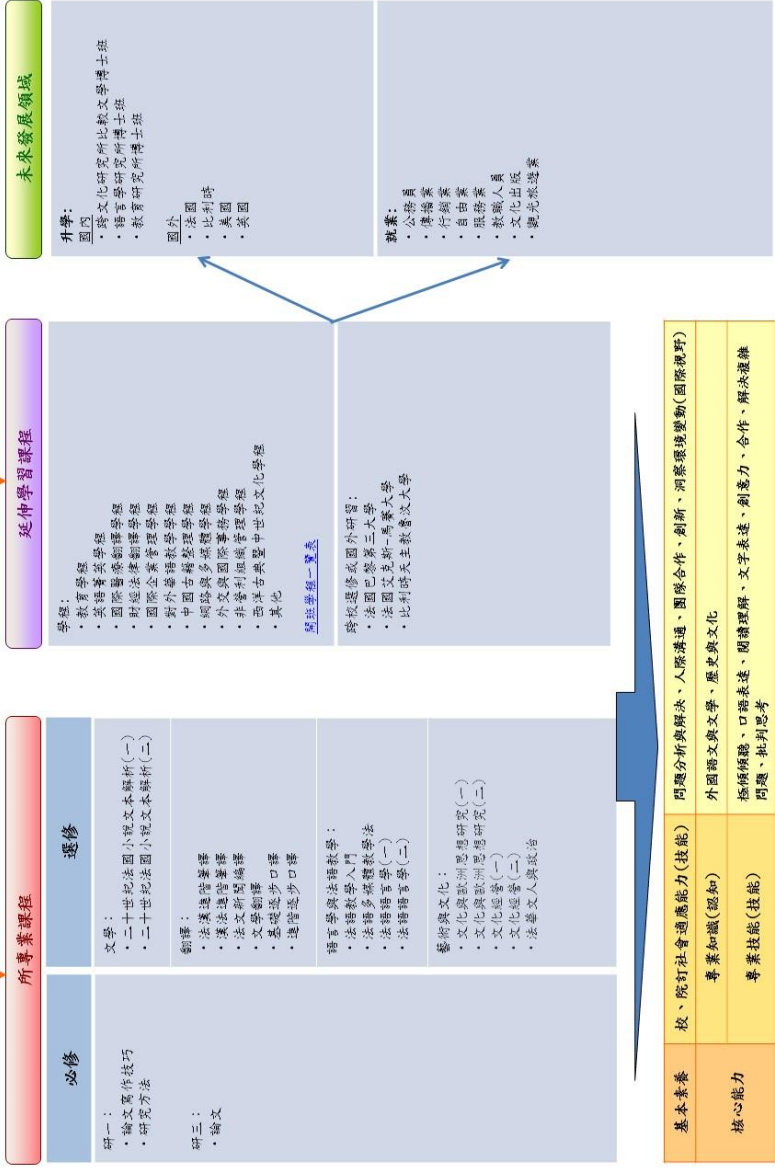 所專業課程
必修
研一：
・論文寫作技巧
・研究方法
研三：
・論文
選修
文學：
・二十世紀法國小說文本解析(一)
・二十世紀法國小說文本解析(二)
翻譯：
・法漢進階筆譯
・漢法進階筆譯
・法文新聞編譯
・文學翻譯
・基礎逐步口譯
・進階逐步口譯
語言學與法語教學：
・法語教學入門
・法語多媒體教學法
・法語語言學(一)
・法語語言學(二)
藝術與文化：
・文化與歐洲思想研究(一)
・文化與歐洲思想研究(二)
・文化經營(一)
・文化經營(二)
・法華文人與政治
延伸學習課程
學程：
・教育學程
・英語菁英學程
・國際醫療翻譯學程
・財經法律翻譯學程
・國際企業管理學程
・對外華語教學學程
・中國古籍整理學程
・網路與多媒體學程
・外交與國際事務學程
・非營利組織管理學程
・西洋古典暨中世紀文化學程
・其他
開班學程一覽表
跨校選修或國外研習：
・法國巴黎第三大學
・法國艾克斯-馬賽大學
・比利時天主教魯汶大學
未來發展領域
升學：
國內
・跨文化研究所比較文學博士班
・語言學研究所博士班
・教育研究所博士班
國外
・法國
・比利時
・美國
・英國
就業：
・公務員
・傳播業
・行銷業
・自由業
・服務業
・教職人員
・文化出版
・觀光旅遊業
基本素養
校、院訂社會適應能力(技能)
問題分析與解決、人際溝通、團隊合作、創新、洞察環境變動(國際視野)
核心能力
專業知識(認知)
外國語文與文學、歷史與文化
專業技能(技能)
極傾傾聽、口語表達、閱讀理解、文字表達、創意力、合作、解決複雜
問題、批判思考